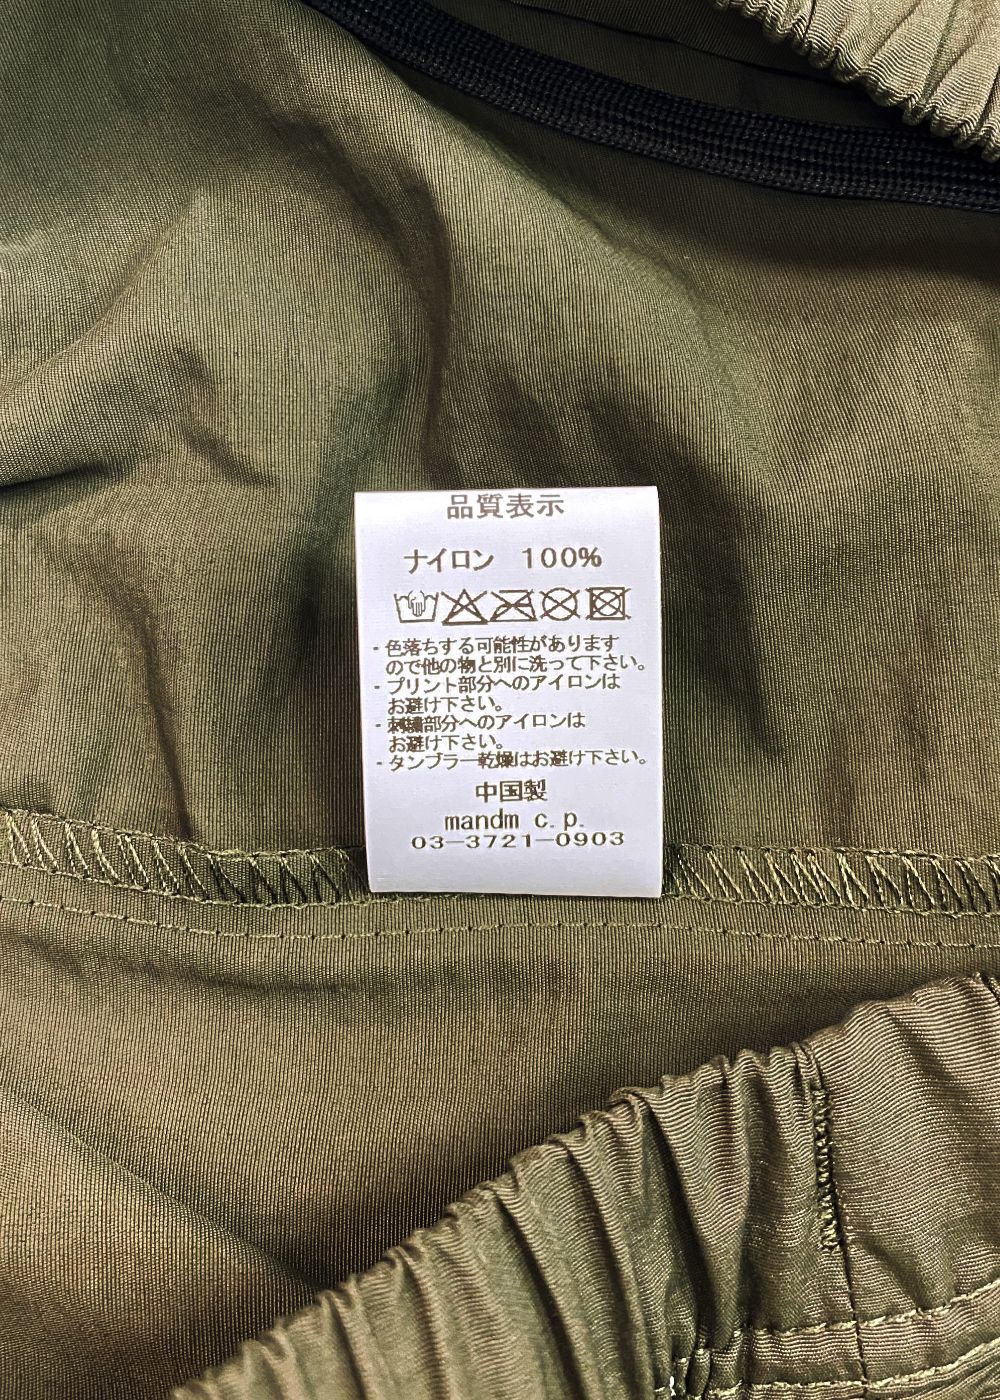 品質表示
ナイロン 100%
- 色落ちする可能性があります
ので他の物と別に洗って下さい。
- プリント部分へのアイロンは
お避け下さい。
- 刺繍部分へのアイロンは
お避け下さい。
- タンブラー乾燥はお避け下さい。
中国製
mandm c.p.
03-3721-0903